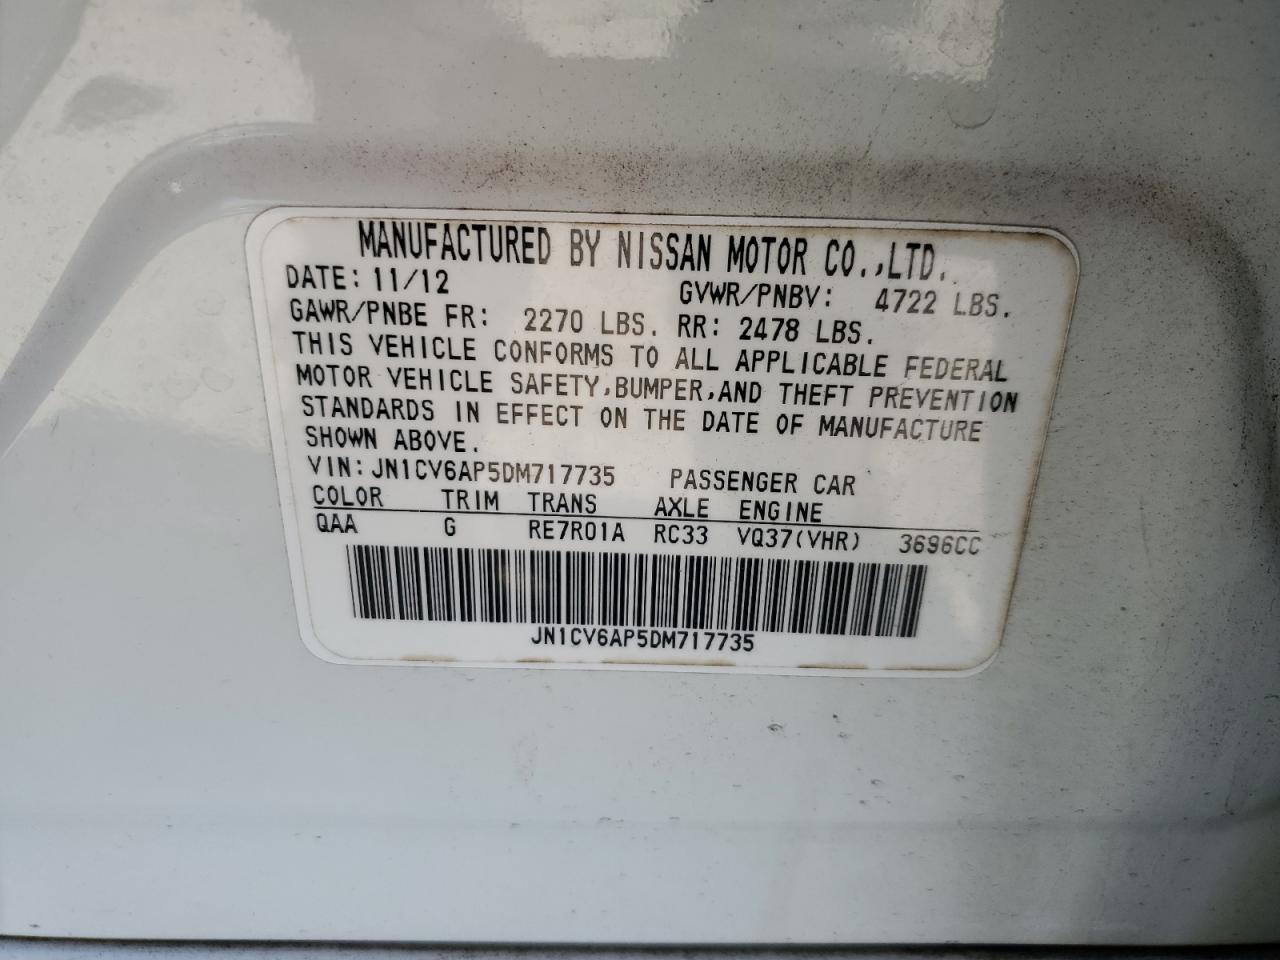 MANUFACTURED BY NISSAN MOTOR CO.,LTD.
DATE: 11/12 GVWR/PNBV: 4722 LBS.
GAWR/PNBE FR: 2270 LBS. RR: 2478 LBS.
THIS VEHICLE CONFORMS TO ALL APPLICABLE FEDERAL
MOTOR VEHICLE SAFETY,BUMPER,AND THEFT PREVENTION
STANDARDS IN EFFECT ON THE DATE OF MANUFACTURE
SHOWN ABOVE.
VIN: JN1CV6AP5DM717735 PASSENGER CAR
COLOR TRIM TRANS AXLE ENGINE
QAA G RE7R01A RC33 VQ37(VHR) 3696CC
JN1CV6AP5DM717735